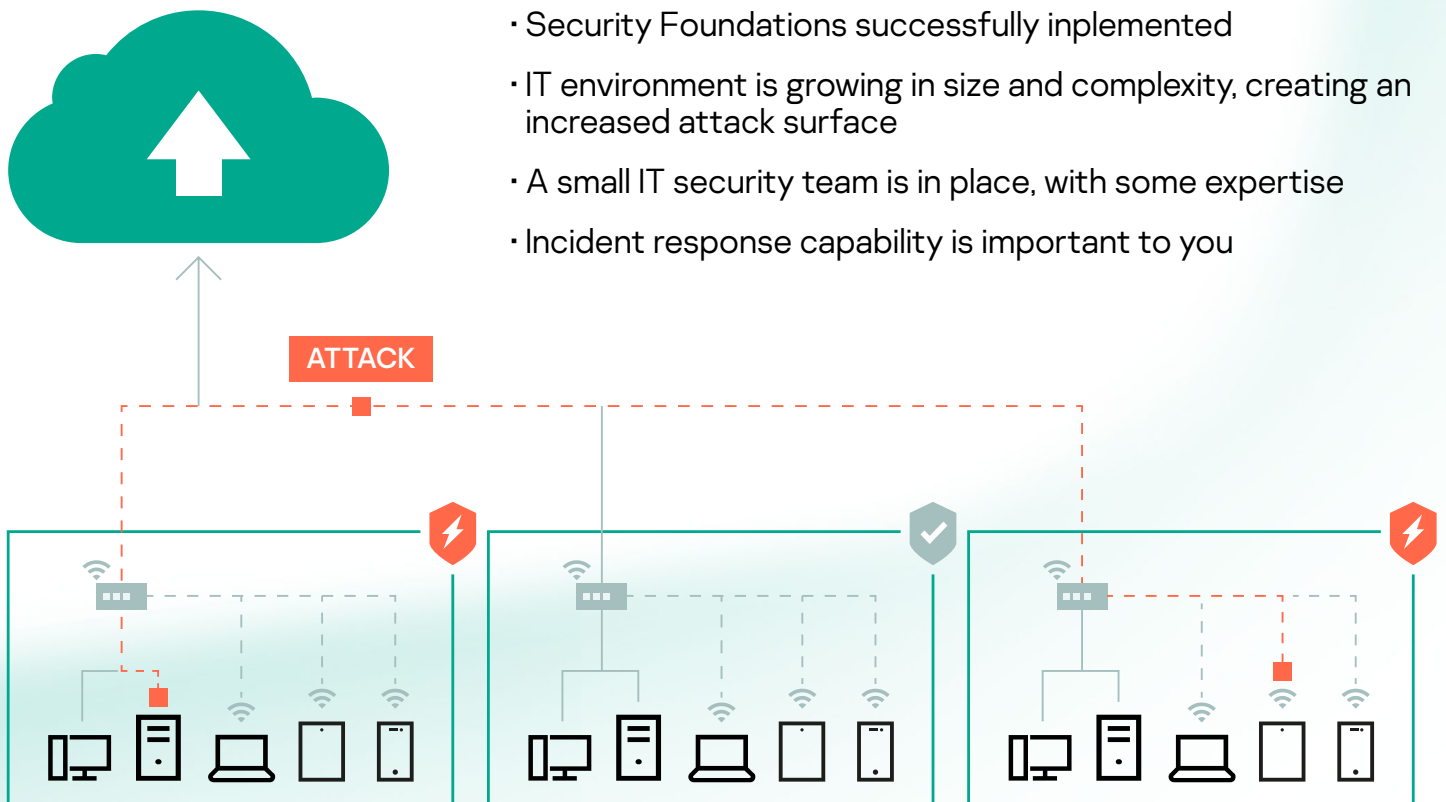 · Security Foundations successfully inplemented
· IT environment is growing in size and complexity, creating an
increased attack surface
· A small IT security team is in place, with some expertise
· Incident response capability is important to you
ATTACK